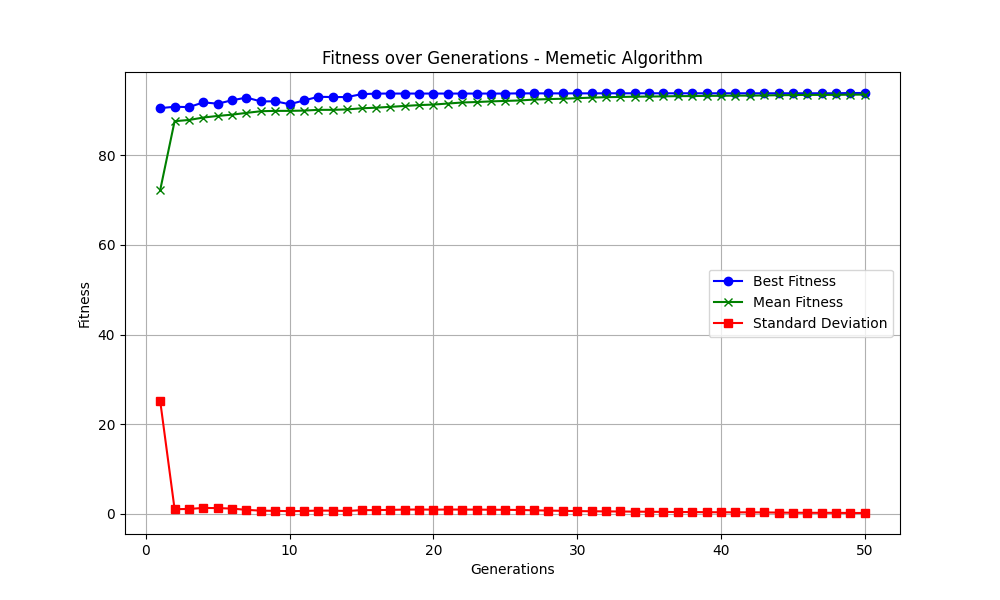 Fitness over Generations - Memetic Algorithm
Fitness
80
60
40
20
0
Best Fitness
Mean Fitness
Standard Deviation
0 10 20 30 40 50
Generations